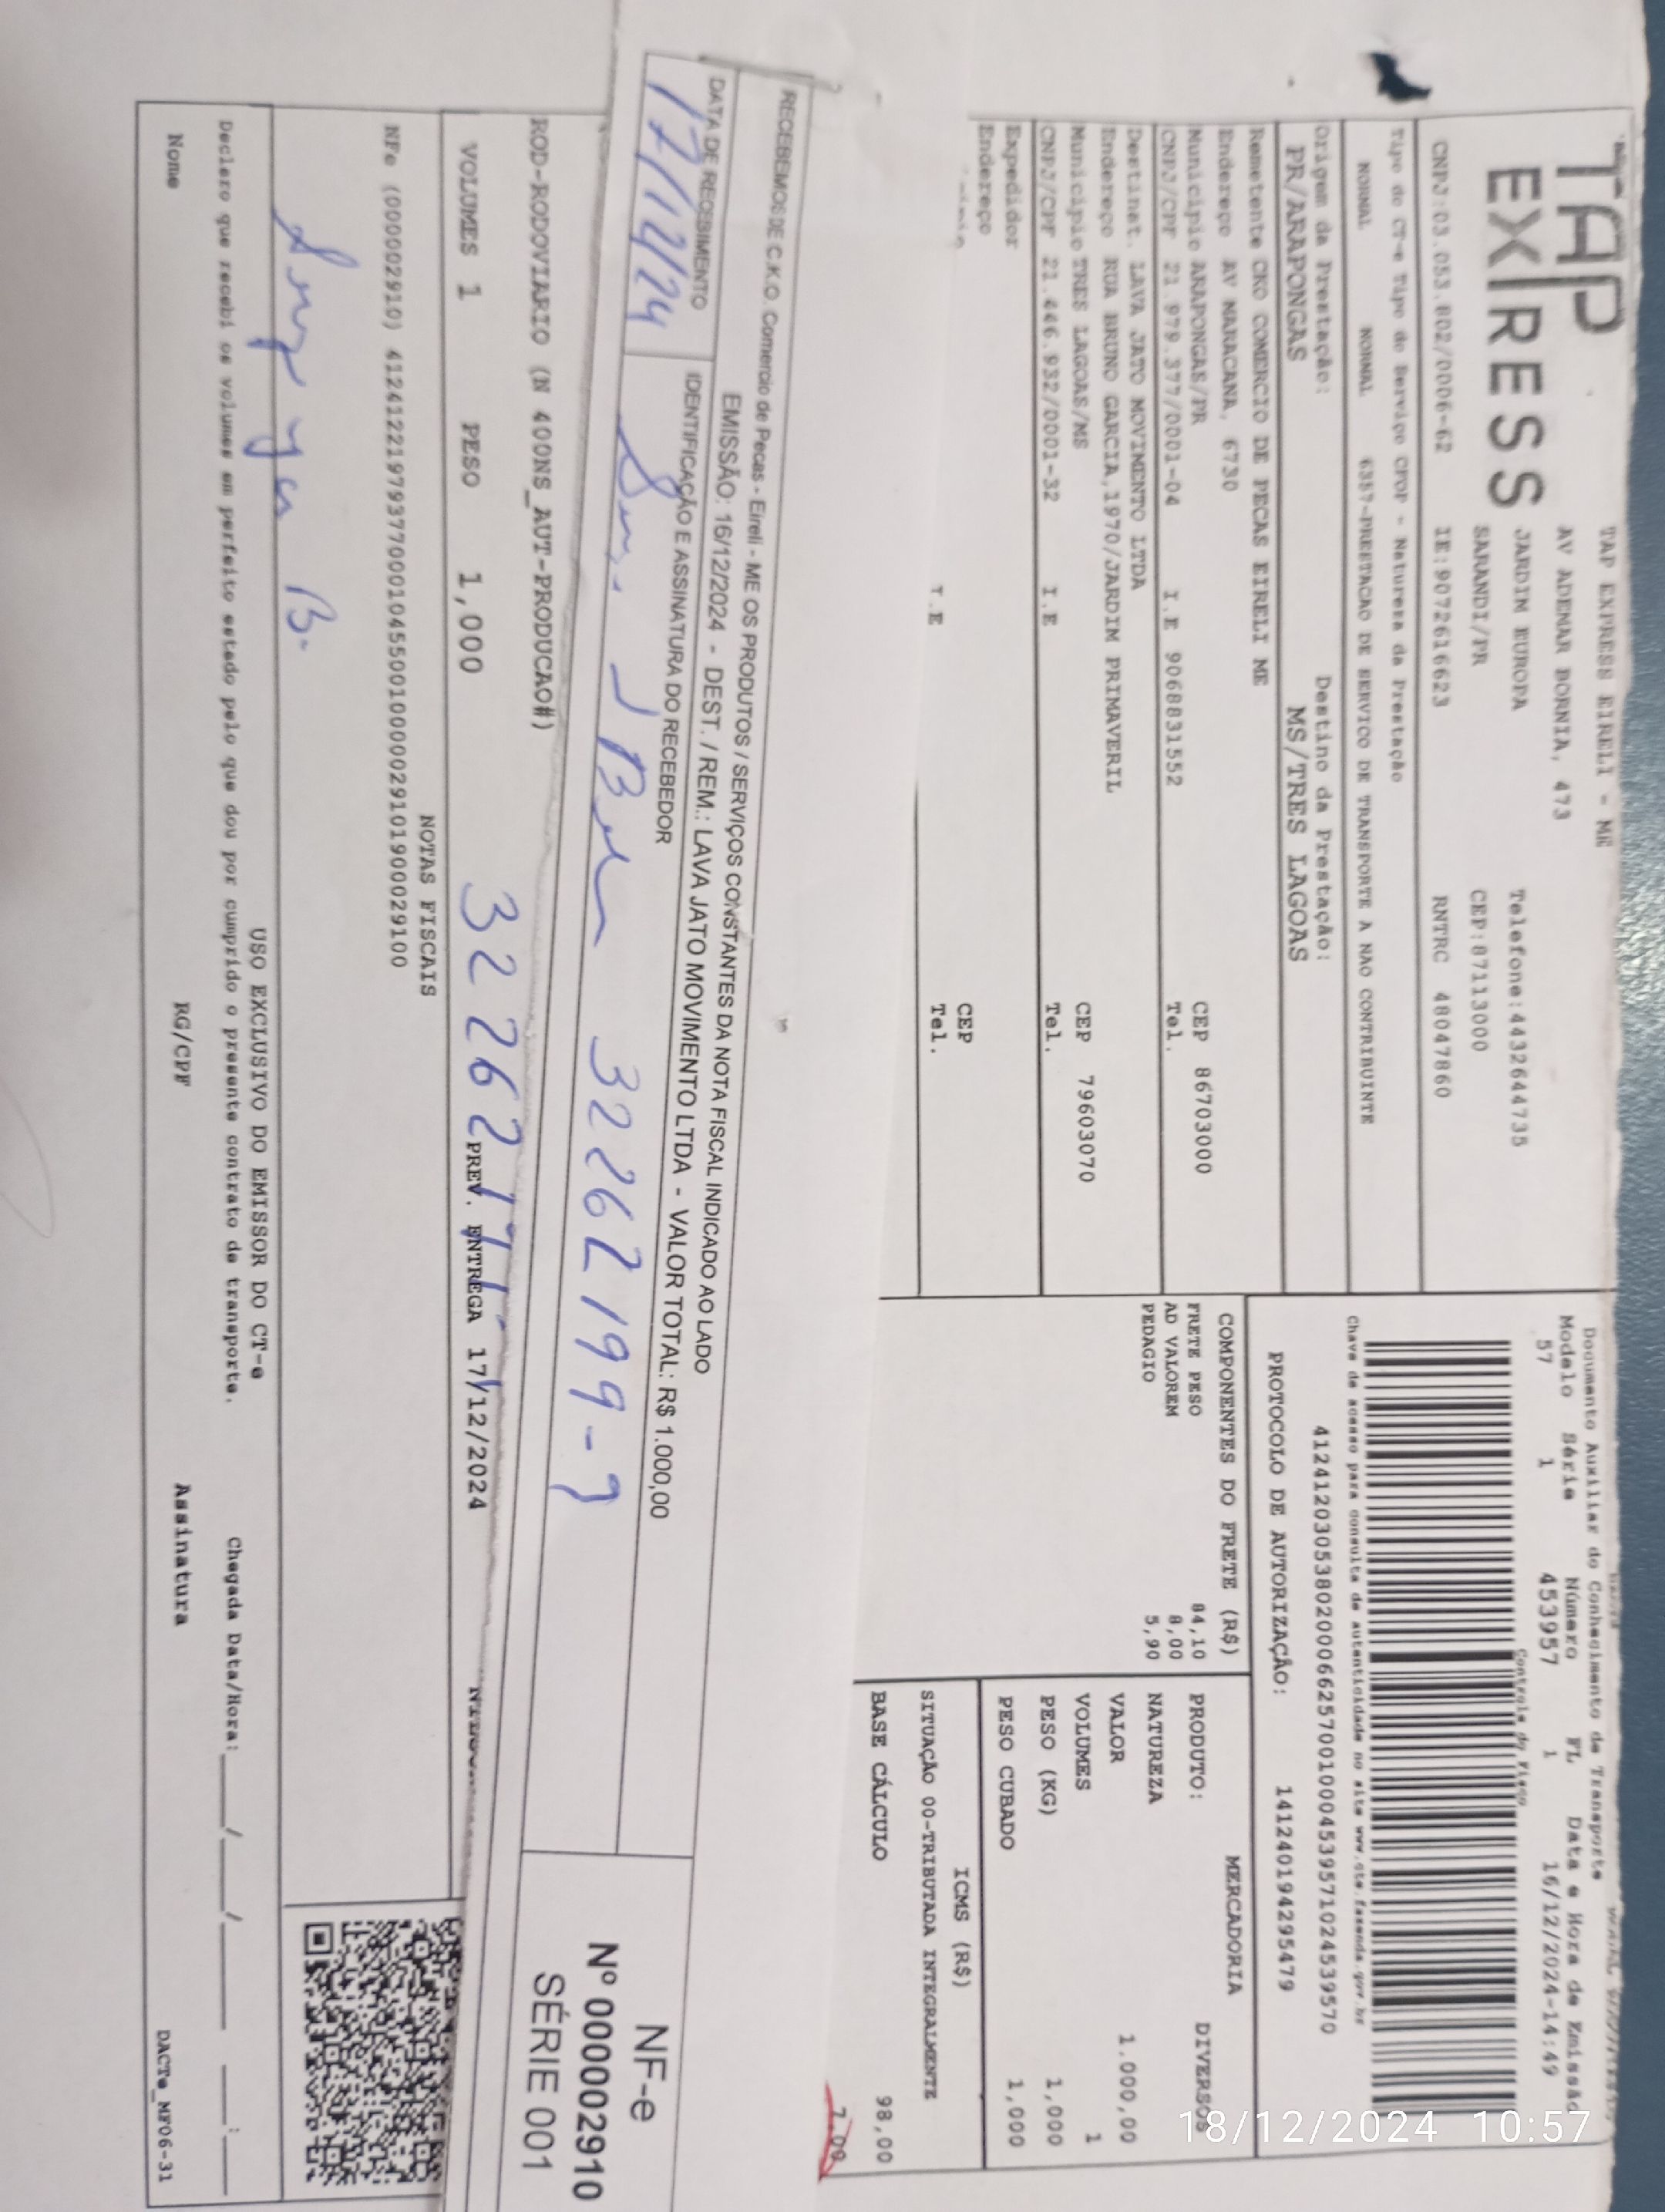 TAP
EXPRESS
TAP EXPRESS EIRELI - ME
AV ADEMAR BORNIA, 473
JARDIM EUROPA Telefone:4432644735
SARANDI/PR CEP:87113000
CNPJ:03.053.802/0006-62 IE:9072616623 RNTRC 48047860
Tipo do CT-e Tipo do Serviço CFOP - Natureza da Prestação
NORMAL NORMAL 6357-PRESTACAO DE SERVICO DE TRANSPORTE A NAO CONTRIBUINTE
Origem da Prestação: Destino da Prestação:
PR/ARAPONGAS MS/TRES LAGOAS
Remetente CKO COMERCIO DE PECAS EIRELI ME
Endereço AV MARACANA, 6730
Município ARAPONGAS/PR CEP 86703000
CNPJ/CPF 21.979.377/0001-04 I.E 9068831552 Tel.
Destinat. LAVA JATO MOVIMENTO LTDA
Endereço RUA BRUNO GARCIA,1970/JARDIM PRIMAVERIL
Município TRES LAGOAS/MS CEP 79603070
CNPJ/CPF 21.446.932/0001-32 I.E Tel.
Expedidor
Endereço
CEP
I.E Tel.
Documento Auxiliar do Conhecimento de Transporte
Modelo Série Número FL Data e Hora de Emissão
57 1 453957 1 16/12/2024-14:49
Controle do Fisco
Chave de acesso para consulta de autenticidade no site www.cte.fazenda.gov.br
41241203053802000662570010004539571024539570
PROTOCOLO DE AUTORIZAÇÃO: 141240194295479
COMPONENTES DO FRETE (R$)
FRETE PESO 84,10
AD VALOREM 8,00
PEDAGIO 5,90
MERCADORIA
PRODUTO: DIVERSOS
NATUREZA
VALOR 1.000,00
VOLUMES 1
PESO (KG) 1,000
PESO CUBADO 1,000
ICMS (R$)
SITUAÇÃO 00-TRIBUTADA INTEGRALMENTE
BASE CÁLCULO 98,00
18/12/2024 10:57
RECEBEMOS DE C.K.O. Comercio de Pecas - Eireli - ME OS PRODUTOS / SERVIÇOS CONSTANTES DA NOTA FISCAL INDICADO AO LADO
EMISSÃO: 16/12/2024 - DEST. / REM.: LAVA JATO MOVIMENTO LTDA - VALOR TOTAL: R$ 1.000,00
DATA DE RECEBIMENTO IDENTIFICAÇÃO E ASSINATURA DO RECEBEDOR
17/12/24 32262199-9
NF-e
Nº 000002910
SÉRIE 001
ROD-RODOVIARIO (N 400NS_AUT-PRODUCAO#)
VOLUMES 1 PESO 1,000 PREV. ENTREGA 17/12/2024
NOTAS FISCAIS
NFe (000002910) 41241221979377000104550010000029101900029100
USO EXCLUSIVO DO EMISSOR DO CT-e
Declaro que recebi os volumes em perfeito estado pelo que dou por cumprido o presente contrato de transporte. Chegada Data/Hora:____/____/____ ___:___
Nome RG/CPF Assinatura
DACTe_MF06-31